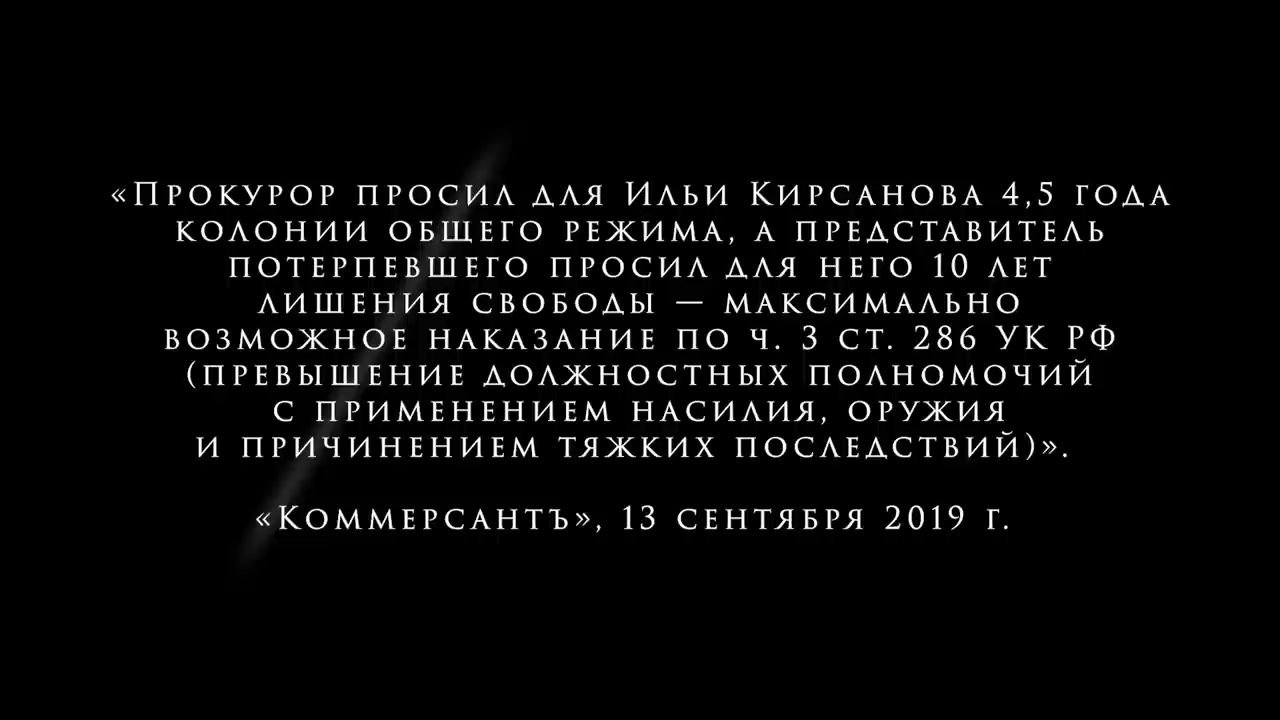 «Прокурор просил для Ильи Кирсанова 4,5 года
колонии общего режима, а представитель
потерпевшего просил для него 10 лет
лишения свободы — максимально
возможное наказание по ч. 3 ст. 286 УК РФ
(превышение должностных полномочий
с применением насилия, оружия
и причинением тяжких последствий)».
«Коммерсантъ», 13 сентября 2019 г.